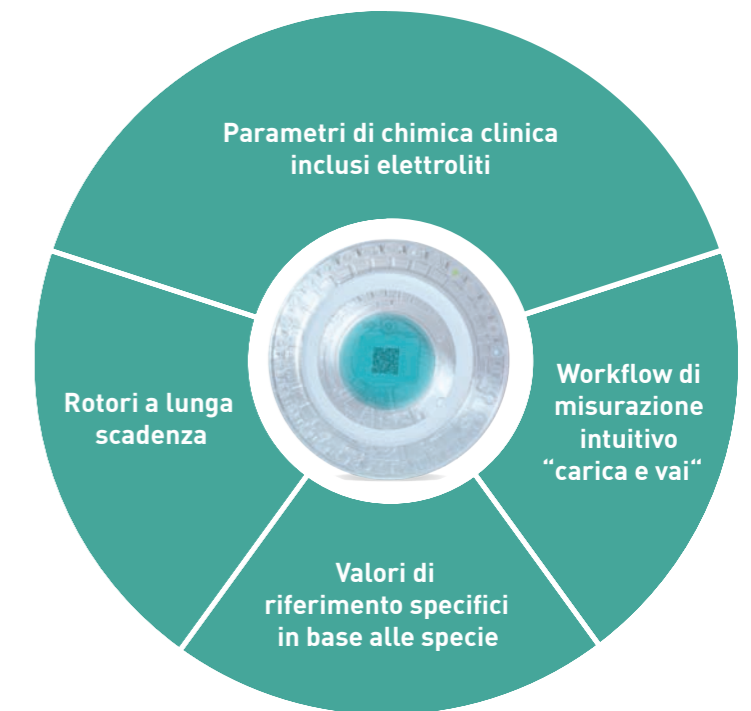 Parametri di chimica clinica
inclusi elettroliti
Rotori a lunga
scadenza
Workflow di
misurazione
intuitivo
“carica e vai“
Valori di
riferimento specifici
in base alle specie